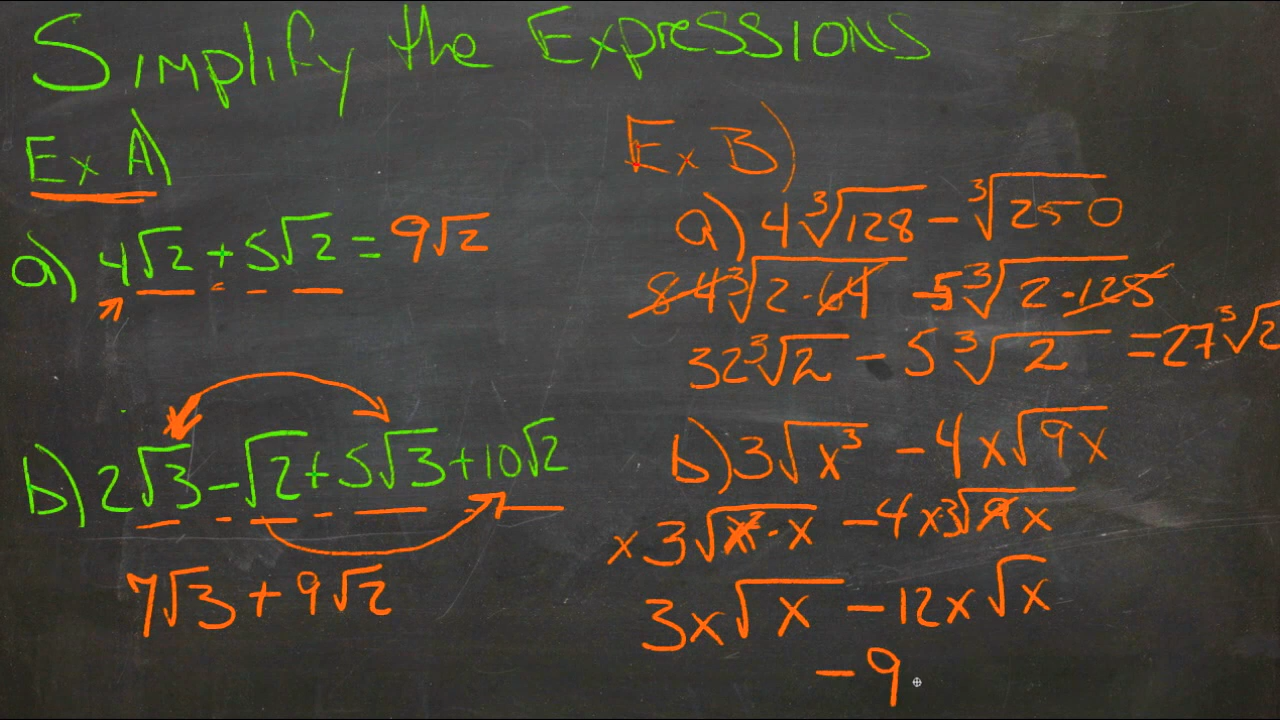 Simplify the Expressions
Ex A)
a) 4√2 + 5√2 = 9√2
b) 2√3 - √2 + 5√3 + 10√2
7√3 + 9√2
Ex B)
a) 4∛128 - ∛250
8 4∛2·64 - 5∛2·125
32∛2 - 5∛2 = 27∛2
b) 3√x³ - 4x√9x
x 3√x²·x - 4x3√9x
3x√x - 12x√x
-9